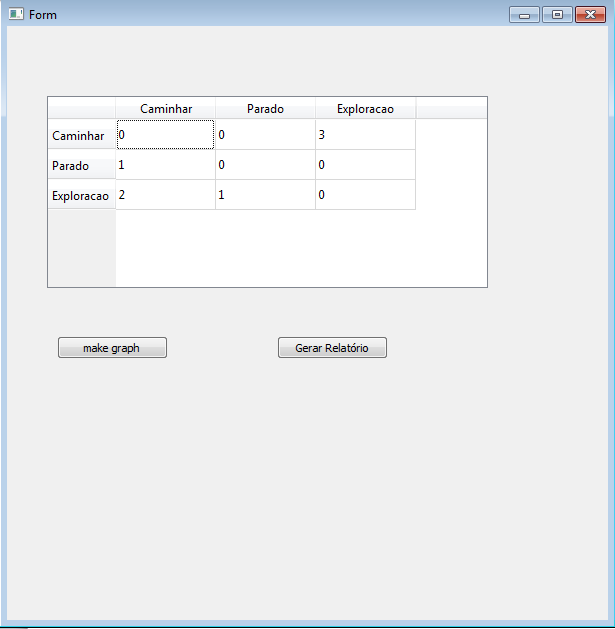 Form
Caminhar Parado Exploracao
Caminhar 0 0 3
Parado 1 0 0
Exploracao 2 1 0
make graph Gerar Relatório